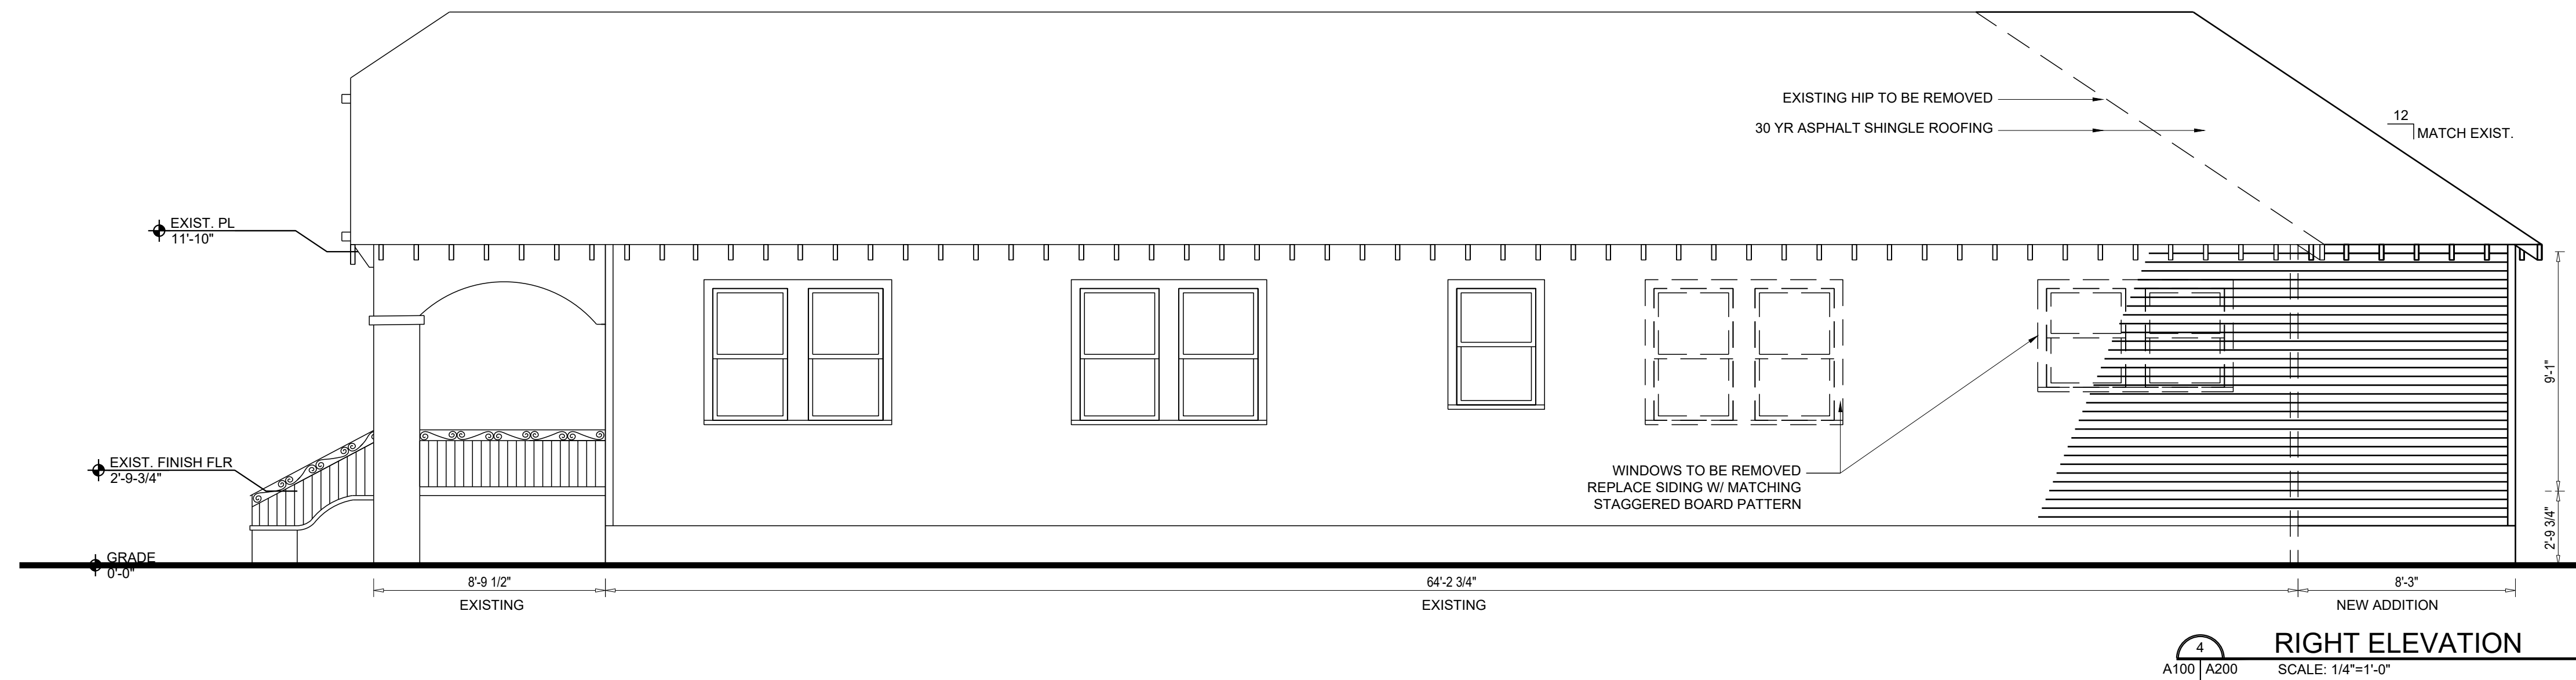 EXISTING HIP TO BE REMOVED
30 YR ASPHALT SHINGLE ROOFING
12
MATCH EXIST.
EXIST. PL
11'-10"
EXIST. FINISH FLR
2'-9-3/4"
GRADE
0'-0"
WINDOWS TO BE REMOVED
REPLACE SIDING W/ MATCHING
STAGGERED BOARD PATTERN
9'-1"
2'-9 3/4"
8'-9 1/2"
EXISTING
64'-2 3/4"
EXISTING
8'-3"
NEW ADDITION
4
A100 A200
RIGHT ELEVATION
SCALE: 1/4"=1'-0"